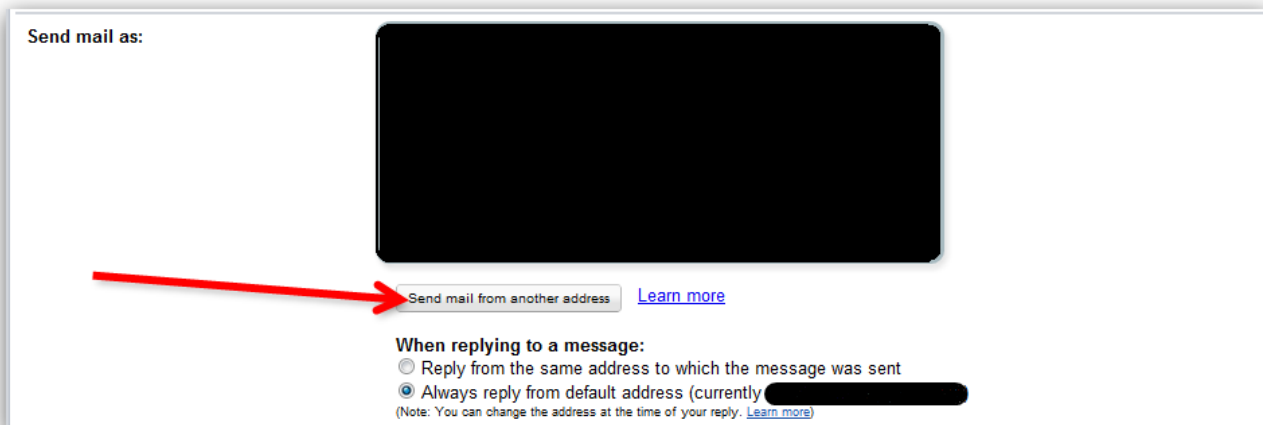 Send mail as:
Send mail from another address Learn more
When replying to a message:
Reply from the same address to which the message was sent
Always reply from default address (currently )
(Note: You can change the address at the time of your reply. Learn more)